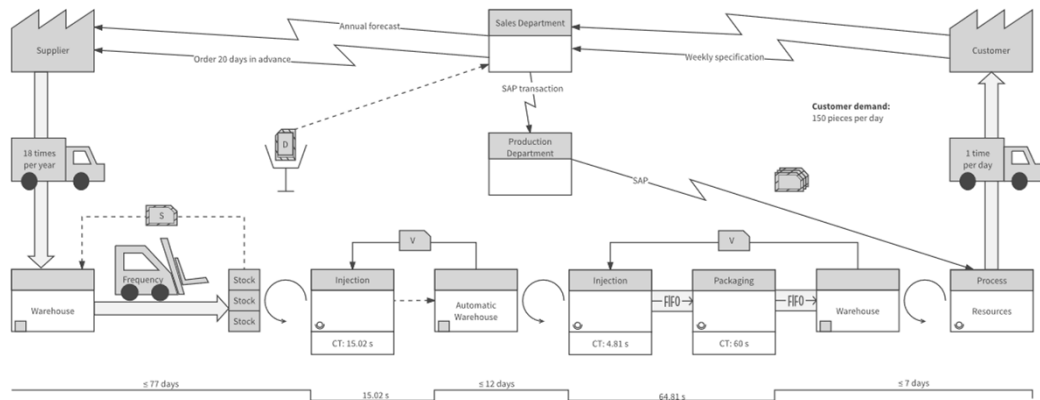 Annual forecast
Sales Department
Supplier
Customer
Order 20 days in advance
Weekly specification
SAP transaction
Customer demand:
150 pieces per day
D
Production
Department
18 times
per year
1 time
per day
SAP
S
V
V
Frequency
Stock
Stock
Stock
Warehouse
Injection
Automatic
Warehouse
Injection
FIFO
Packaging
FIFO
Warehouse
Process
Resources
CT: 15.02 s
CT: 4.81 s
CT: 60 s
≤ 77 days
15.02 s
≤ 12 days
64.81 s
≤ 7 days